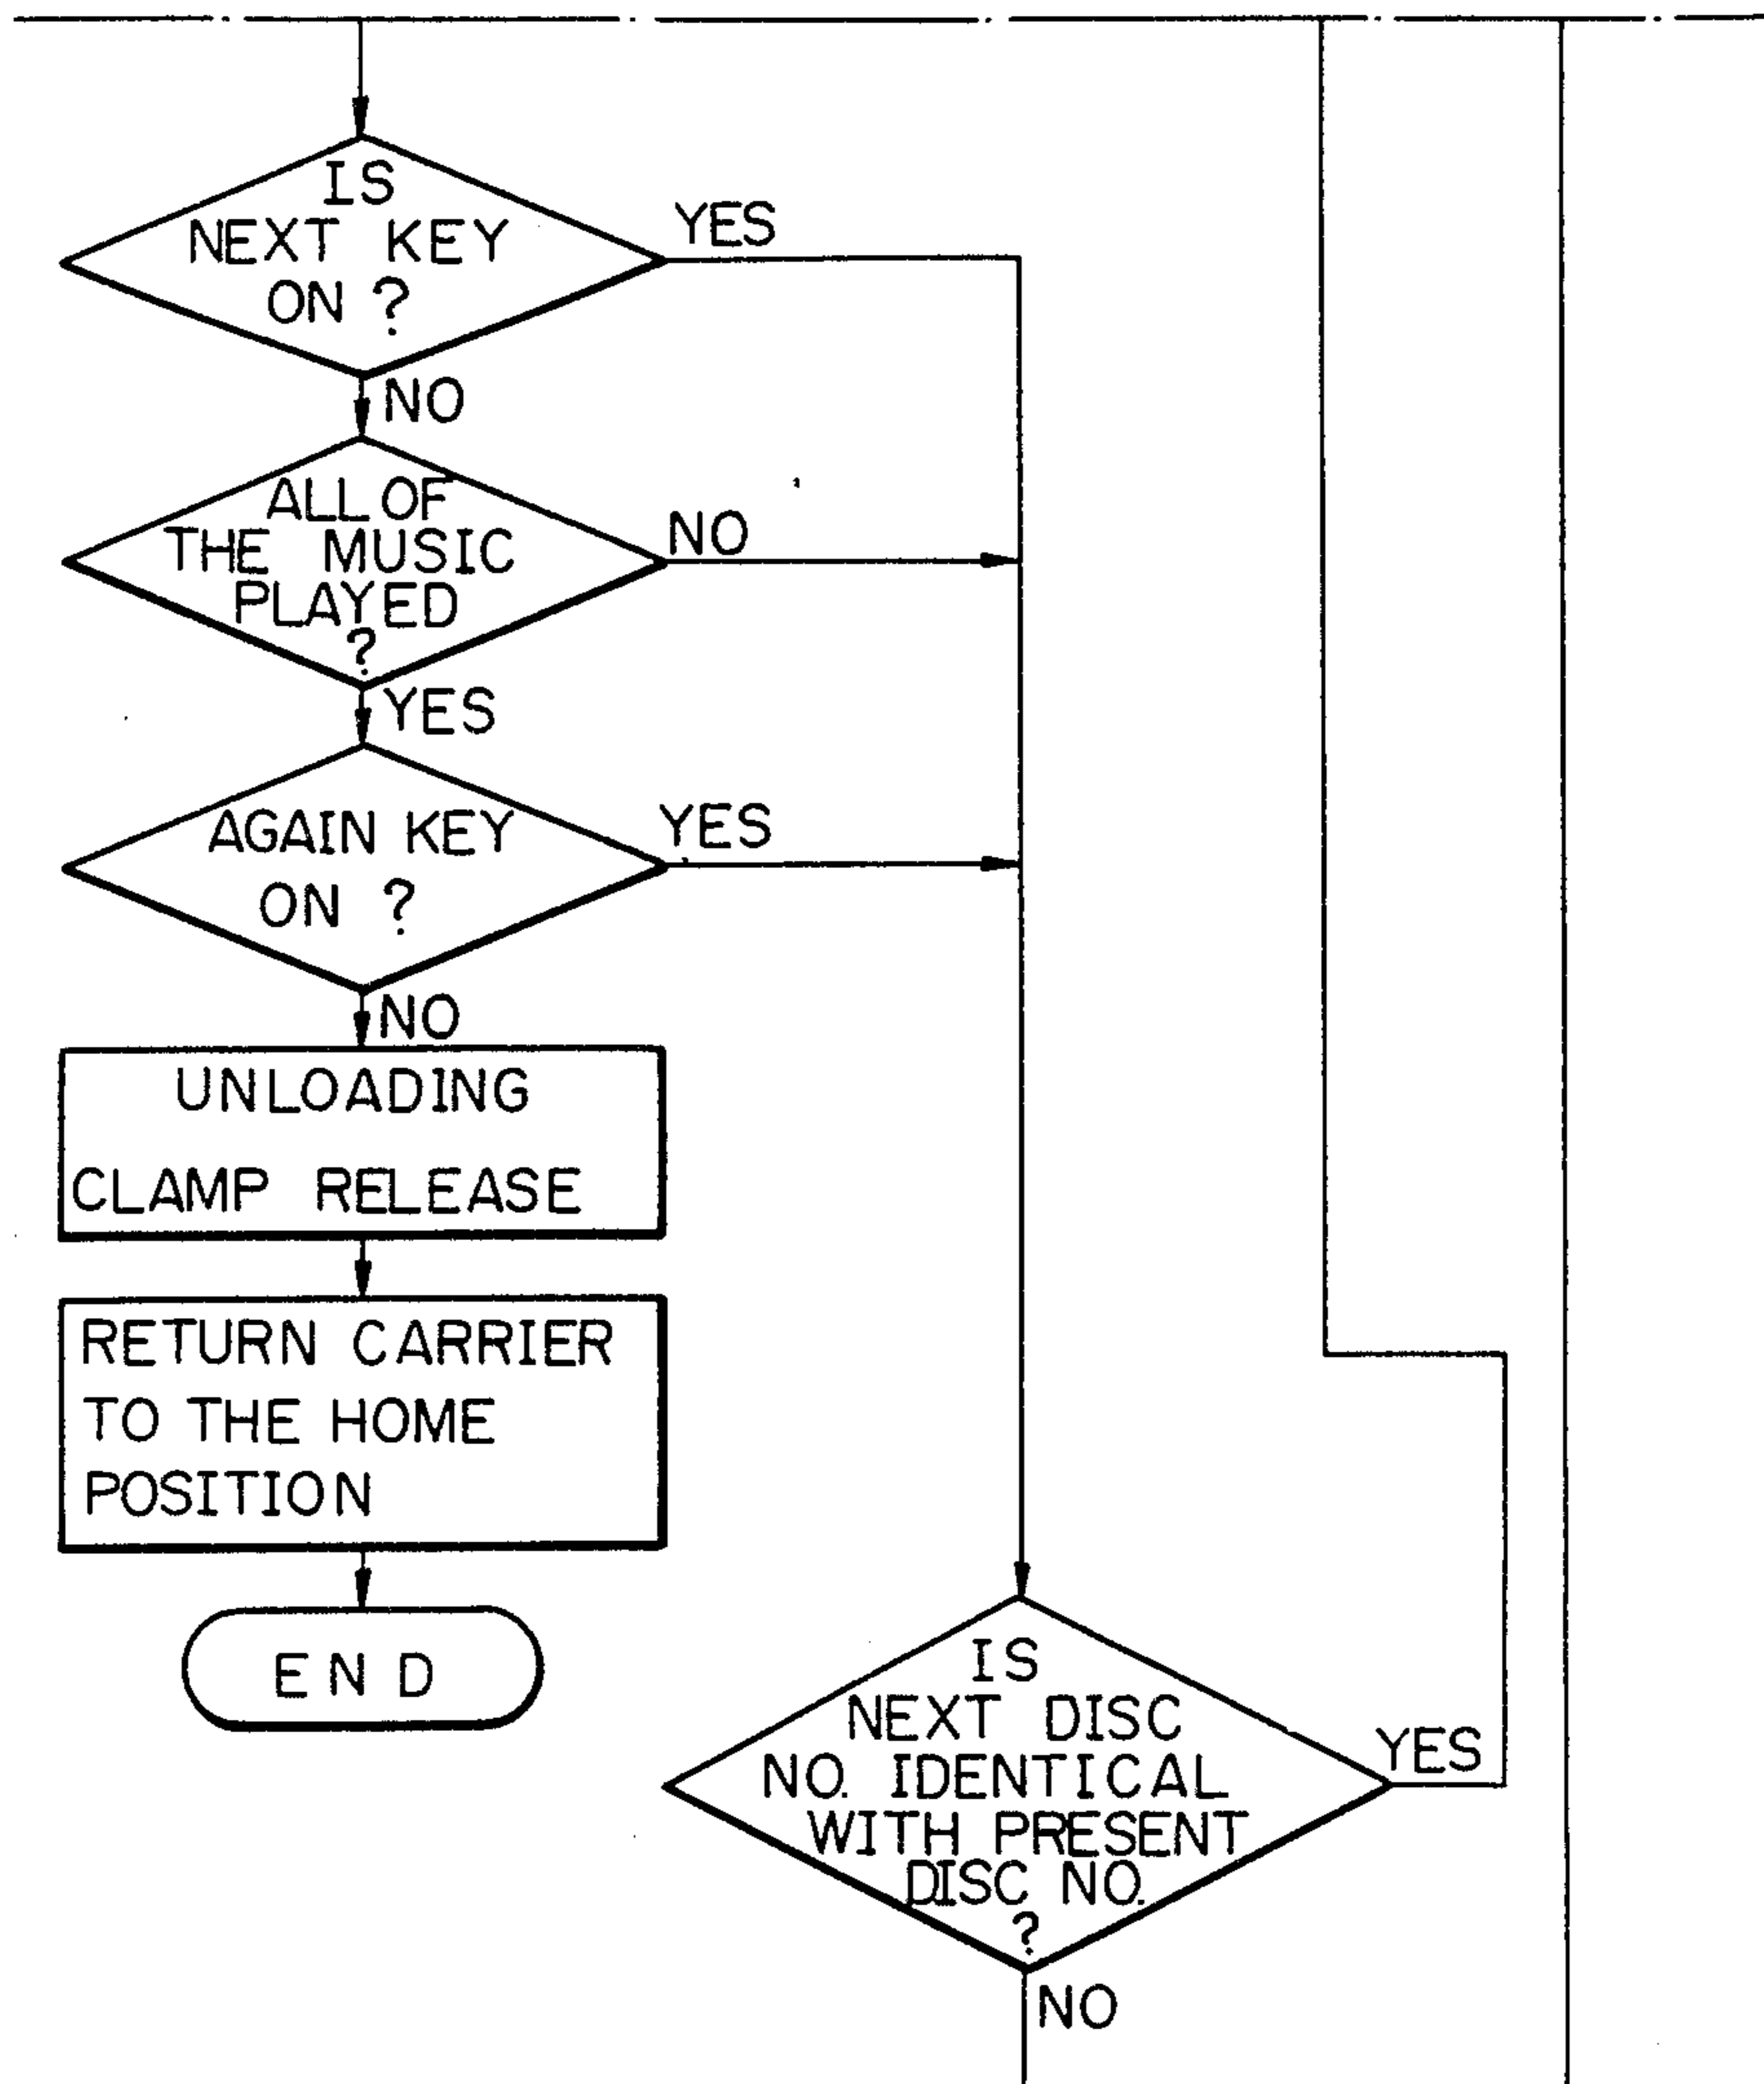 IS
NEXT KEY
ON ?
YES
NO
ALL OF
THE MUSIC
PLAYED
?
NO
YES
AGAIN KEY
ON ?
YES
NO
UNLOADING
CLAMP RELEASE
RETURN CARRIER
TO THE HOME
POSITION
END
IS
NEXT DISC
NO. IDENTICAL
WITH PRESENT
DISC NO.
?
YES
NO